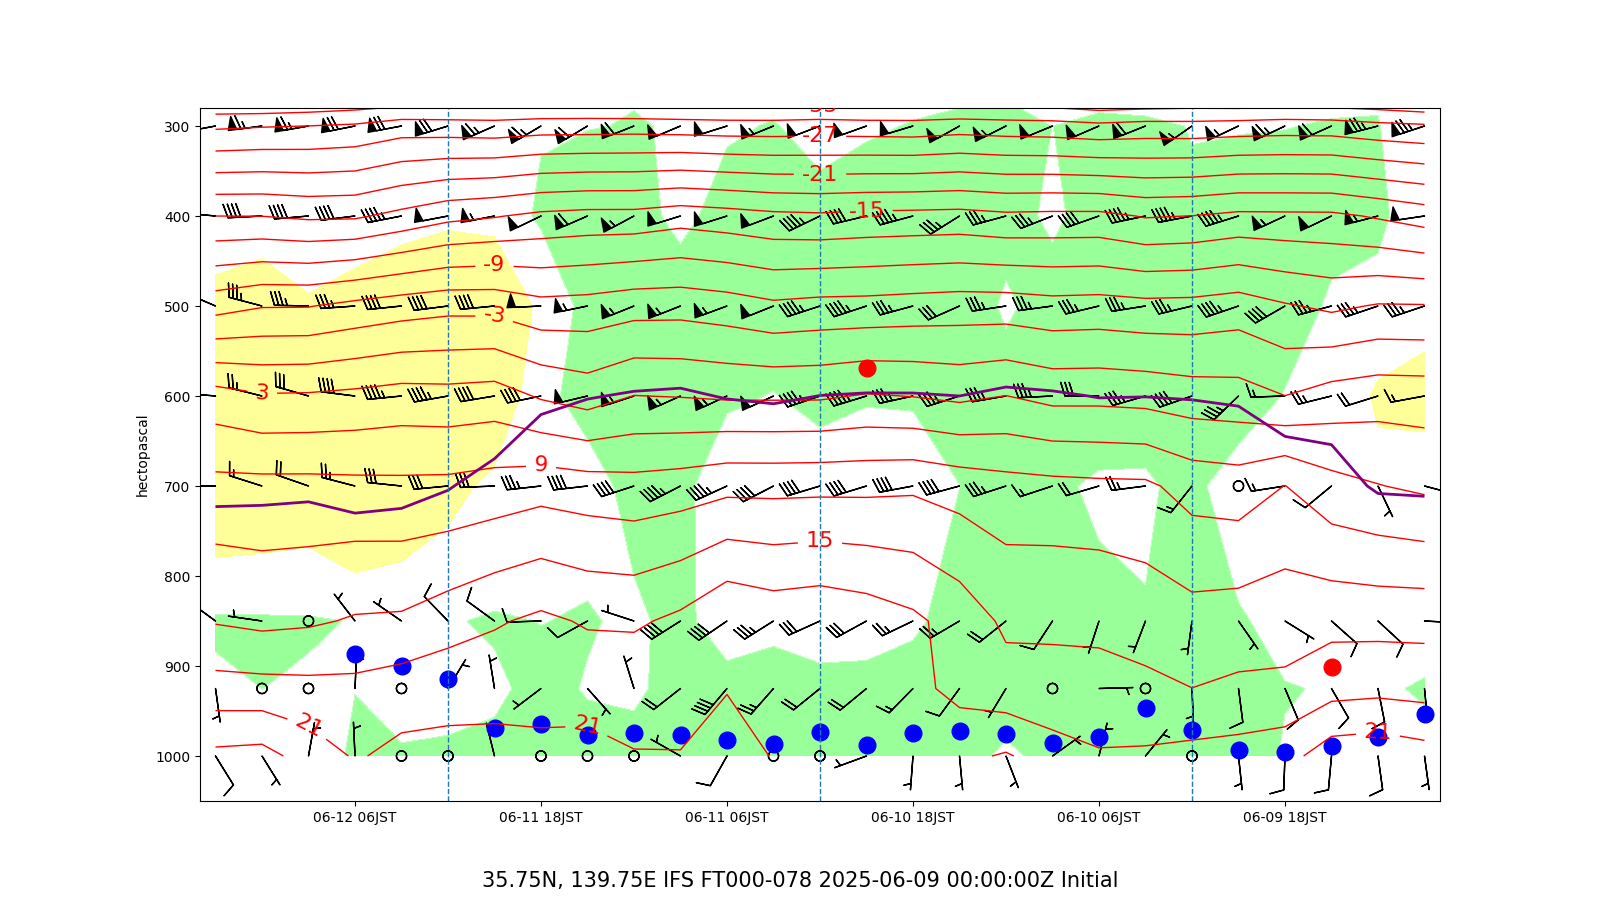 -33
300
-27
-21
400
-15
-9
500
-3
3
600
hectopascal
9
700
15
800
900
21
21
21
1000
06-12 06JST
06-11 18JST
06-11 06JST
06-10 18JST
06-10 06JST
06-09 18JST
35.75N, 139.75E IFS FT000-078 2025-06-09 00:00:00Z Initial